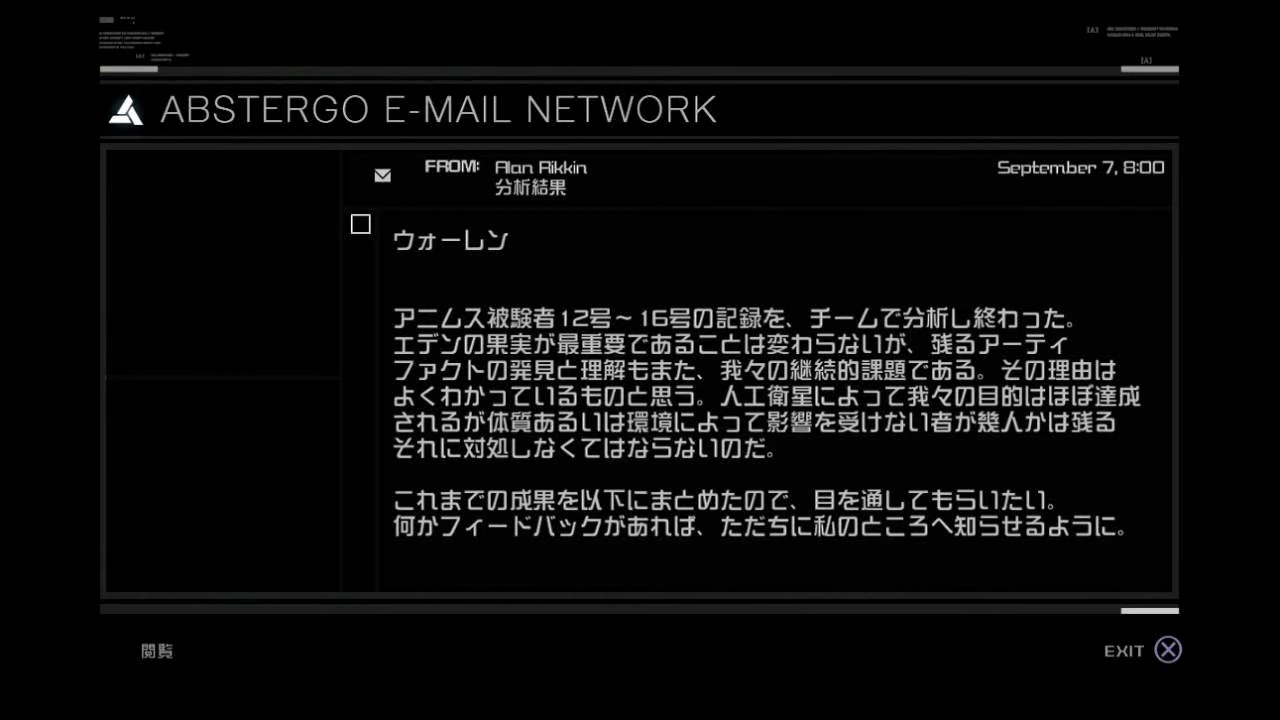 ABSTERGO E-MAIL NETWORK
FROM: Alan Rikkin
September 7, 8:00
分析結果
ウォーレン
アニムス被験者12号～16号の記録を、チームで分析し終わった。
エデンの果実が最重要であることは変わらないが、残るアーティ
ファクトの発見と理解もまた、我々の継続的課題である。その理由は
よくわかっているものと思う。人工衛星によって我々の目的はほぼ達成
されるが体質あるいは環境によって影響を受けない者が幾人かは残る
それに対処しなくてはならないのだ。
これまでの成果を以下にまとめたので、目を通してもらいたい。
何かフィードバックがあれば、ただちに私のところへ知らせるように。
閲覧
EXIT